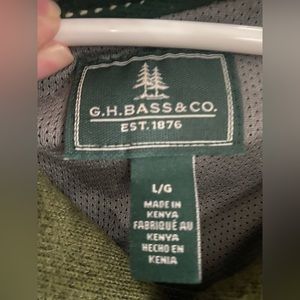 G.H.BASS&CO.
EST. 1876
L/G
MADE IN
KENYA
FABRIQUÉ AU
KENYA
HECHO EN
KENIA